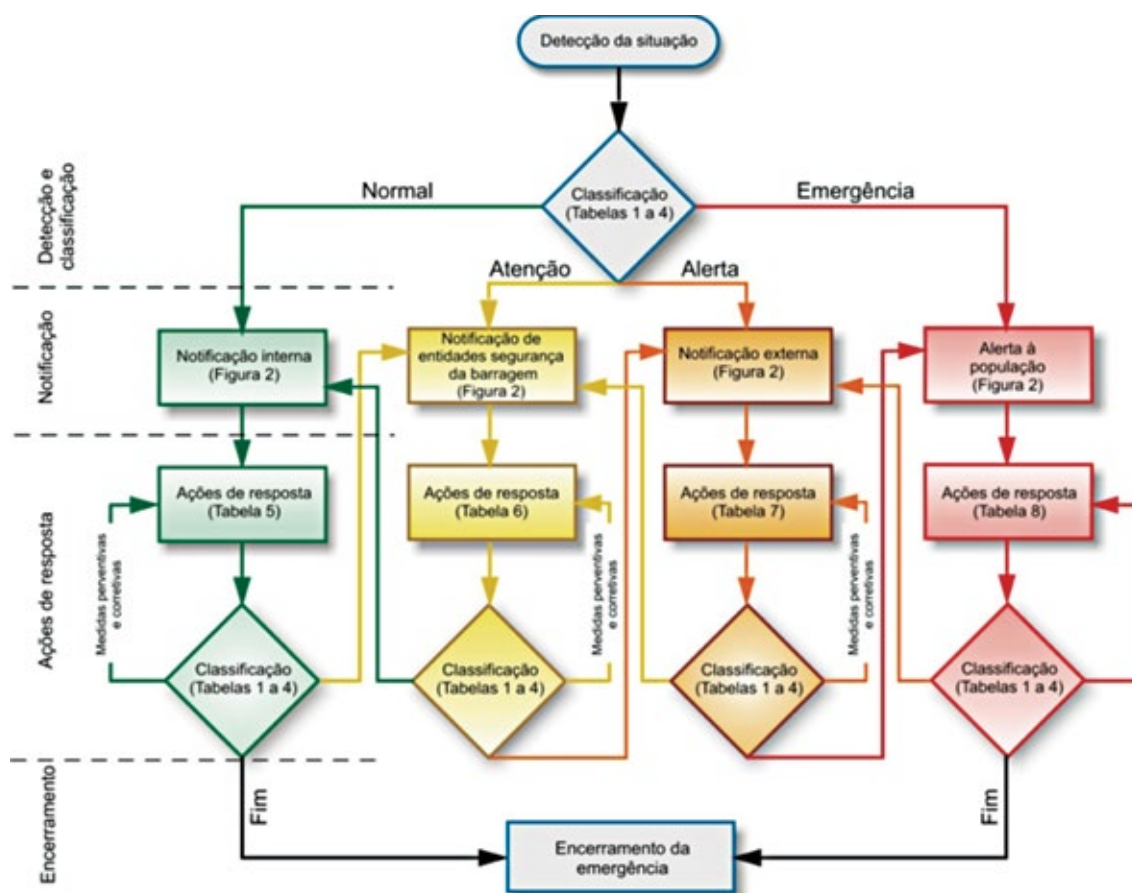 Detecção da situação
Detecção e
classificação
Normal
Classificação
(Tabelas 1 a 4)
Emergência
Atenção
Alerta
Notificação
Notificação interna
(Figura 2)
Notificação de
entidades segurança
da barragem
(Figura 2)
Notificação externa
(Figura 2)
Alerta à
população
(Figura 2)
Ações de resposta
Ações de resposta
(Tabela 5)
Ações de resposta
(Tabela 6)
Ações de resposta
(Tabela 7)
Ações de resposta
(Tabela 8)
Medidas perventivas
e corretivas
Medidas perventivas
e corretivas
Medidas perventivas
e corretivas
Classificação
(Tabelas 1 a 4)
Classificação
(Tabelas 1 a 4)
Classificação
(Tabelas 1 a 4)
Classificação
(Tabelas 1 a 4)
Encerramento
Fim
Encerramento da
emergência
Fim